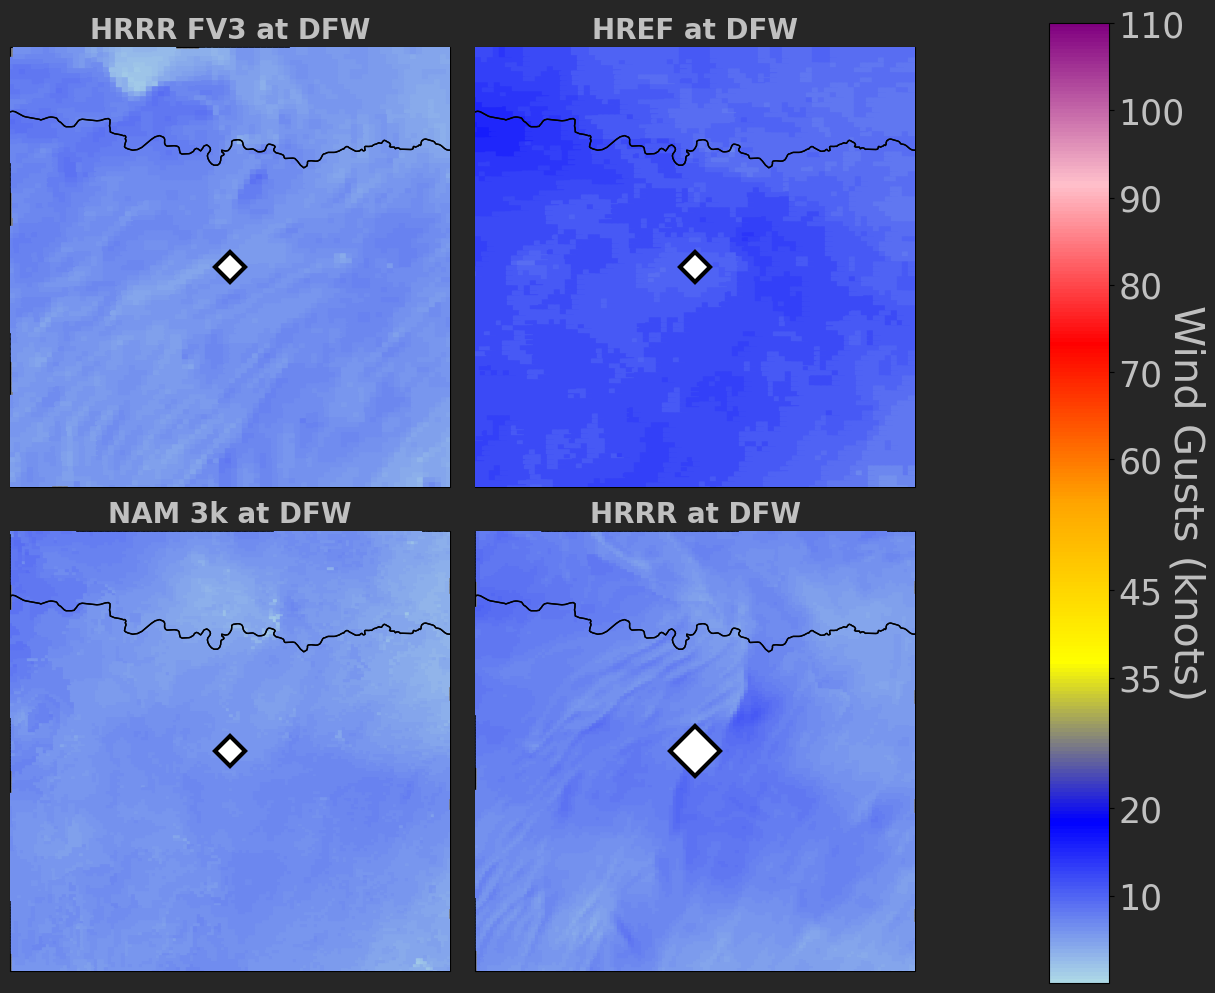 HRRR FV3 at DFW
HREF at DFW
NAM 3k at DFW
HRRR at DFW
110
100
90
80
70
60
45
35
20
10
Wind Gusts (knots)